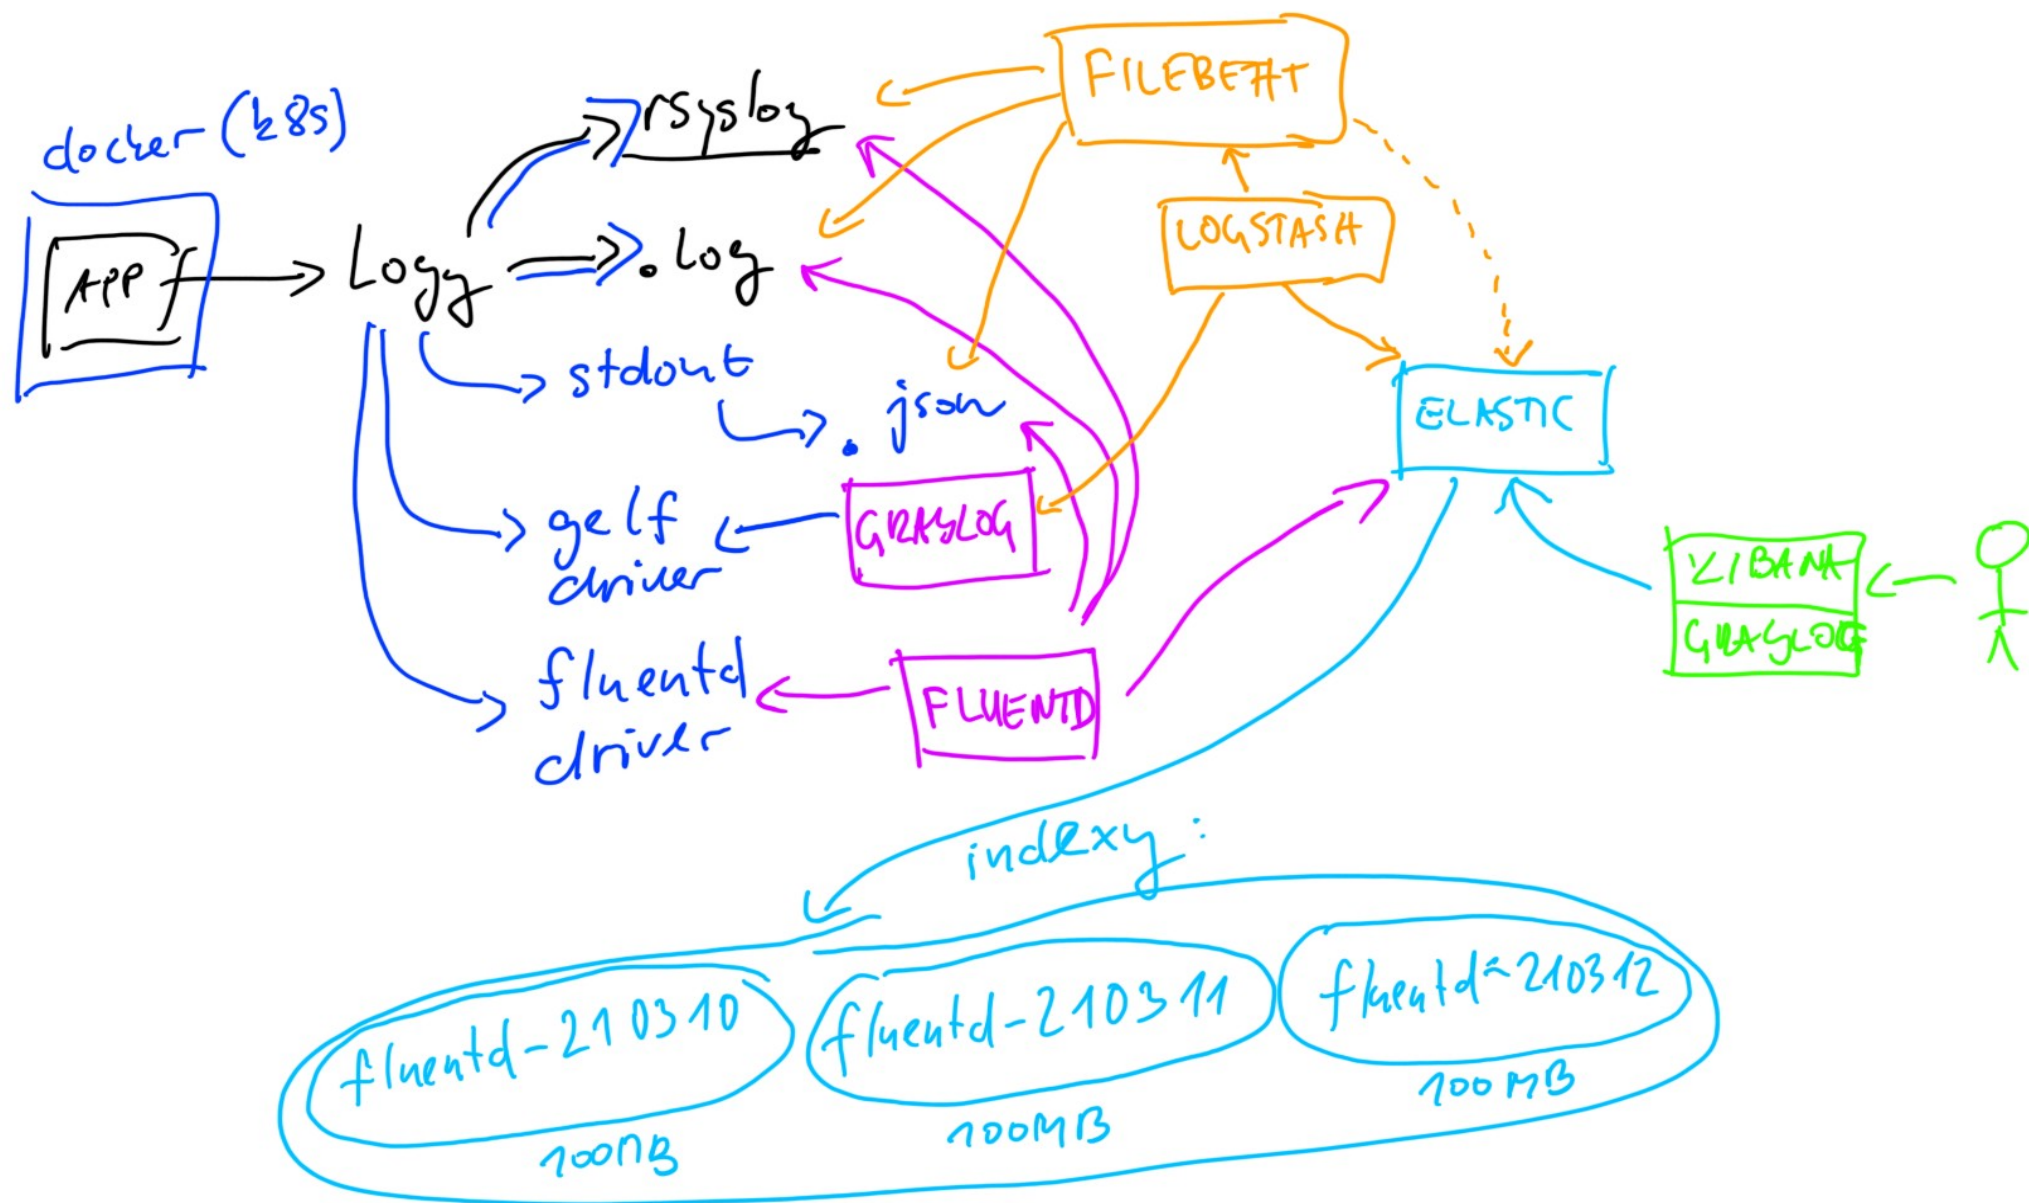 FILEBEAT
docker (k8s)
rsyslog
LOGSTASH
APP
Logy
.log
stdout
.json
ELASTIC
gelf
driver
GRAYLOG
KIBANA
GRAYLOG
fluentd
driver
FLUENTD
indexy:
fluentd-210310
fluentd-210311
fluentd-210312
100MB
100MB
100MB